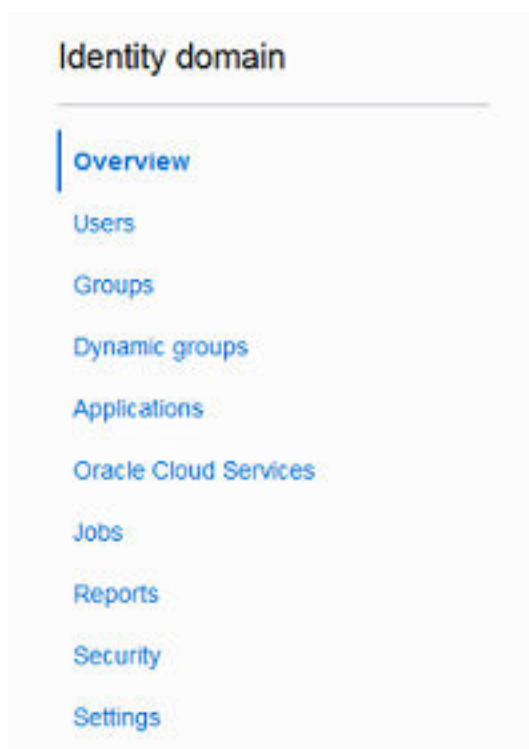 Identity domain
Overview
Users
Groups
Dynamic groups
Applications
Oracle Cloud Services
Jobs
Reports
Security
Settings